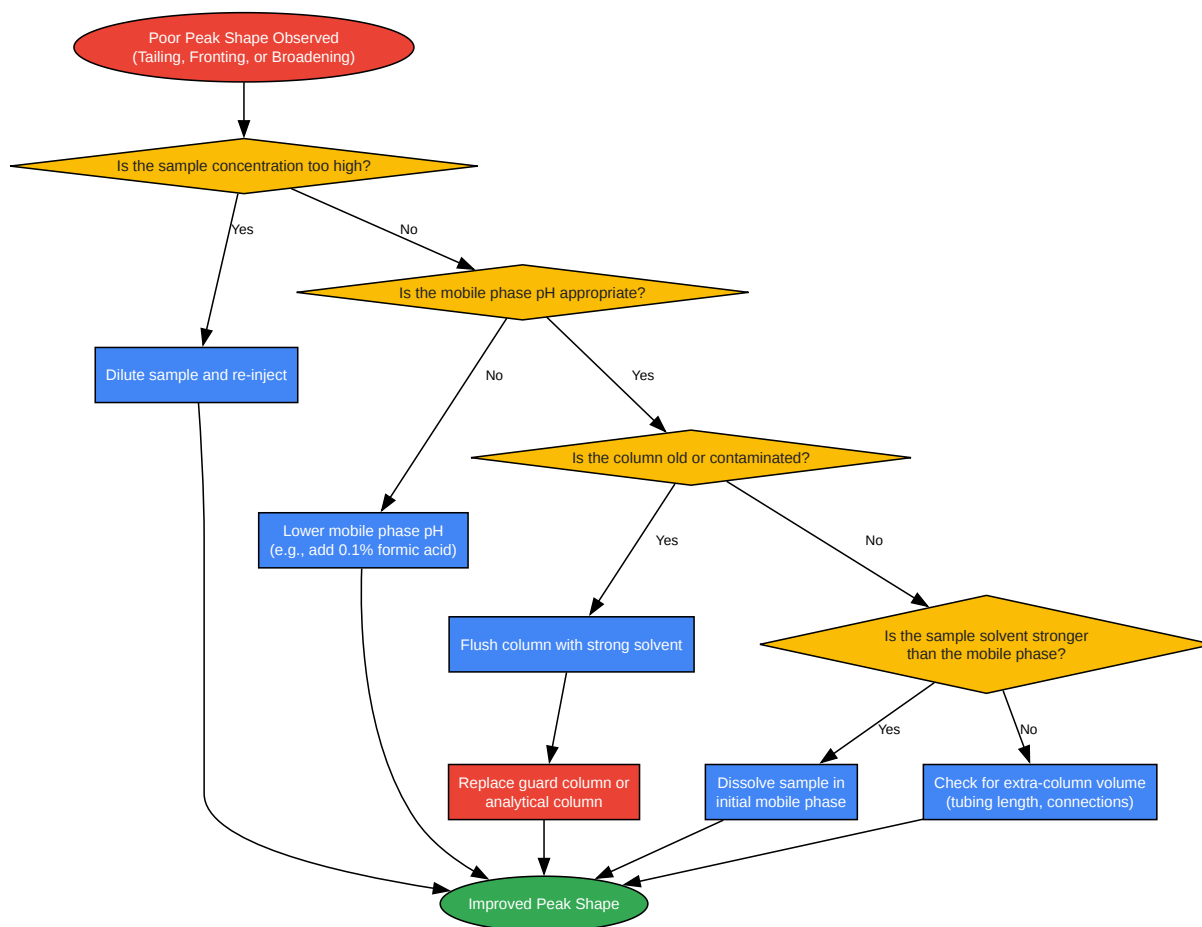 Poor Peak Shape Observed
(Tailing, Fronting, or Broadening)
Is the sample concentration too high?
Yes
No
Is the mobile phase pH appropriate?
Dilute sample and re-inject
No
Yes
Is the column old or contaminated?
Lower mobile phase pH
(e.g., add 0.1% formic acid)
Yes
No
Flush column with strong solvent
Is the sample solvent stronger
than the mobile phase?
Yes
No
Replace guard column or
analytical column
Dissolve sample in
initial mobile phase
Check for extra-column volume
(tubing length, connections)
Improved Peak Shape